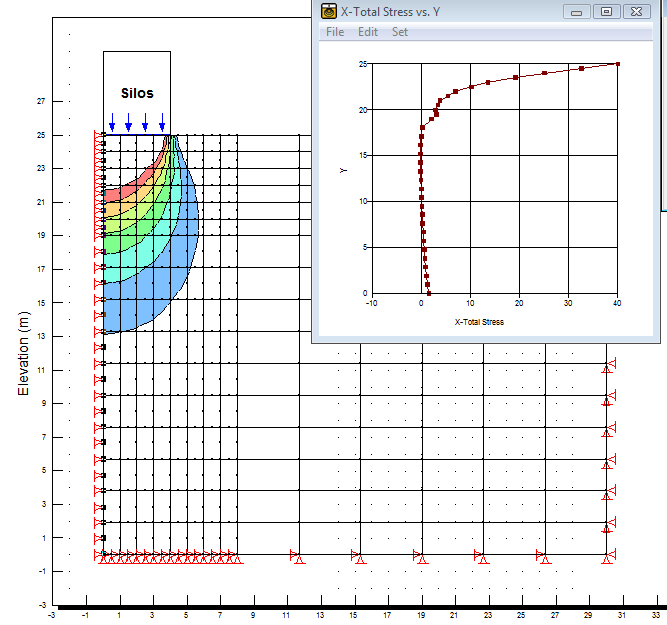 X-Total Stress vs. Y
File Edit Set
25
20
15
10
5
0
Y
-10 0 10 20 30 40
X-Total Stress
Silos
27
25
23
21
19
17
15
13
11
9
7
5
3
1
-1
-3
Elevation (m)
-3 -1 1 3 5 7 9 11 13 15 17 19 21 23 25 27 29 31 33